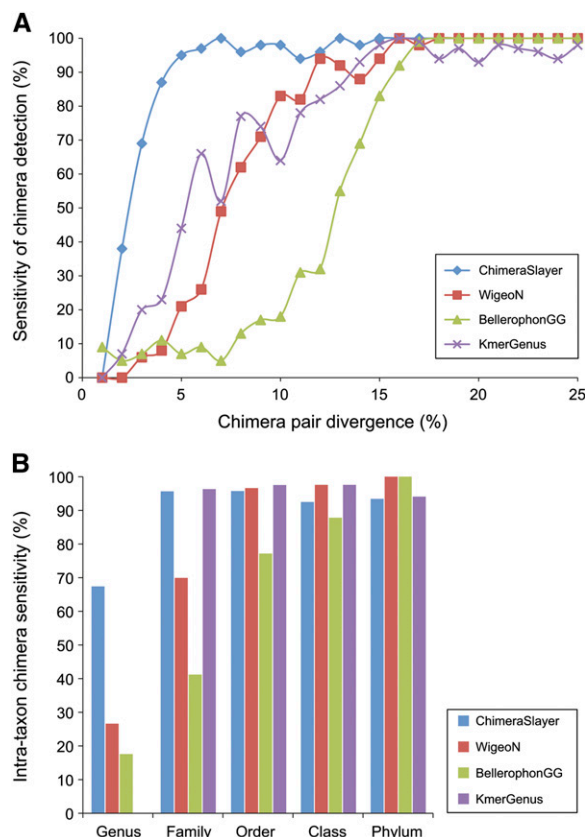 A
Sensitivity of chimera detection (%)
100
90
80
70
60
50
40
30
20
10
0
0
5
10
15
20
25
Chimera pair divergence (%)
ChimeraSlayer
WigeoN
BellerophonGG
KmerGenus
B
Intra-taxon chimera sensitivity (%)
100
90
80
70
60
50
40
30
20
10
0
Genus
Family
Order
Class
Phylum
ChimeraSlayer
WigeoN
BellerophonGG
KmerGenus